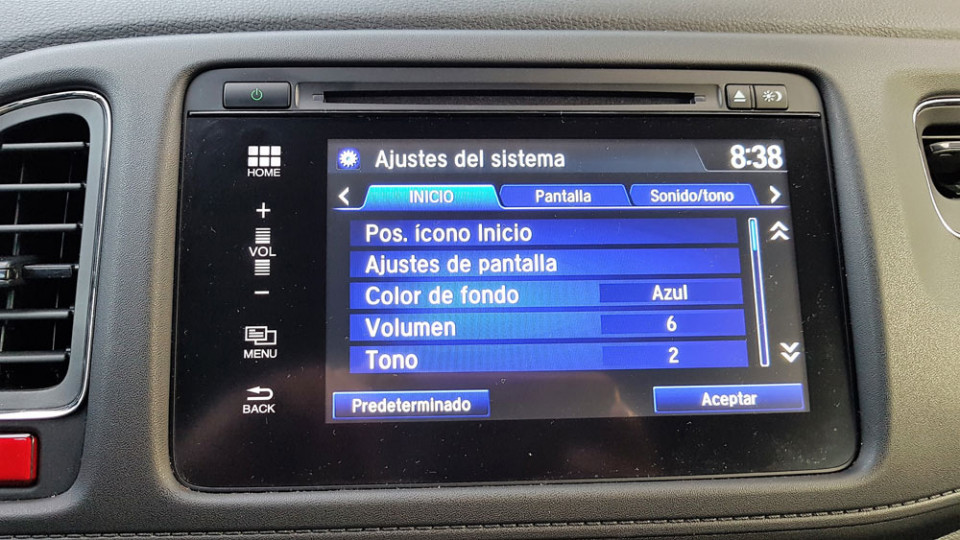 HOME
+
VOL
−
MENU
BACK
Ajustes del sistema 8:38
INICIO Pantalla Sonido/tono
Pos. ícono Inicio
Ajustes de pantalla
Color de fondo Azul
Volumen 6
Tono 2
Predeterminado Aceptar